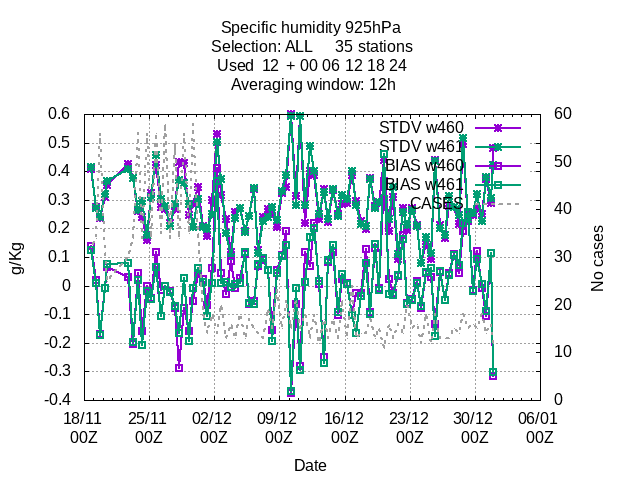 Specific humidity 925hPa
Selection: ALL     35 stations
Used  12  + 00 06 12 18 24
Averaging window: 12h
0.6
0.5
0.4
0.3
0.2
0.1
0
-0.1
-0.2
-0.3
-0.4
60
50
40
30
20
10
0
STDV w460
STDV w461
BIAS w460
BIAS w461
CASES
g/Kg
No cases
18/11 00Z
25/11 00Z
02/12 00Z
09/12 00Z
16/12 00Z
23/12 00Z
30/12 00Z
06/01 00Z
Date